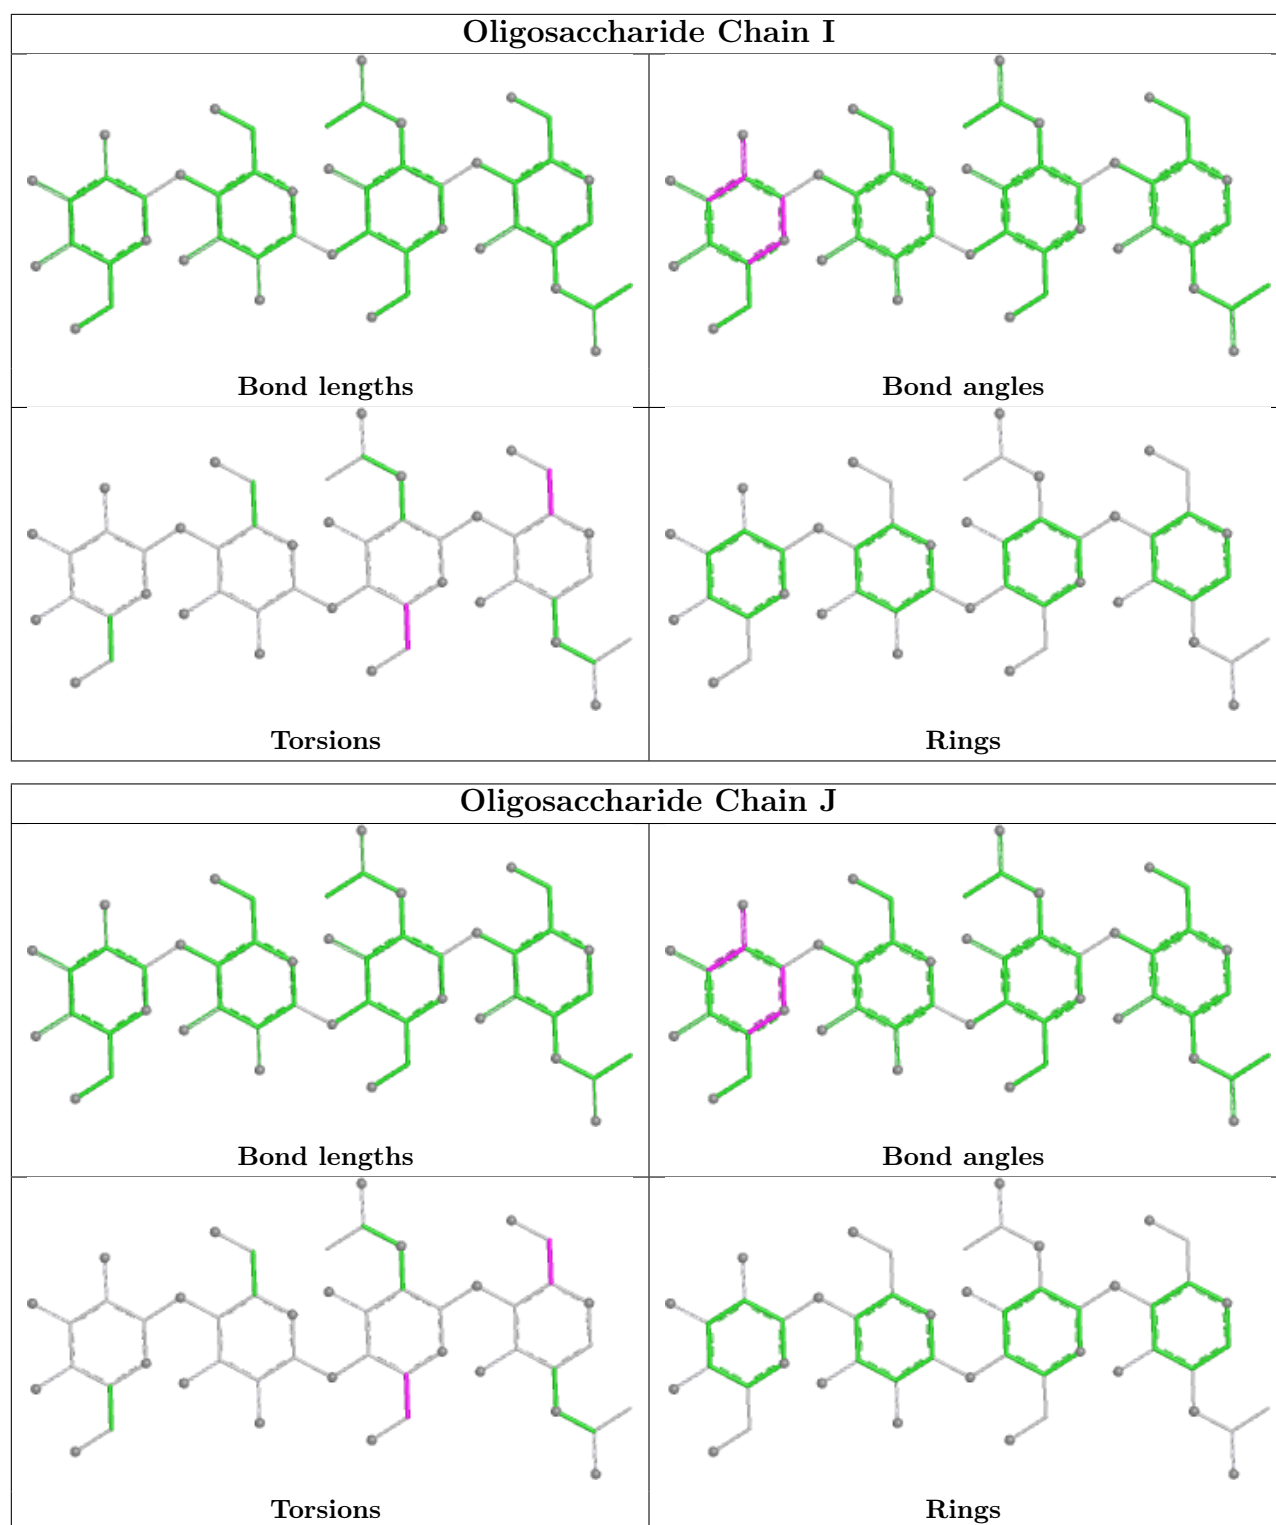 Oligosaccharide Chain I
Bond lengths
Bond angles
Torsions
Rings
Oligosaccharide Chain J
Bond lengths
Bond angles
Torsions
Rings